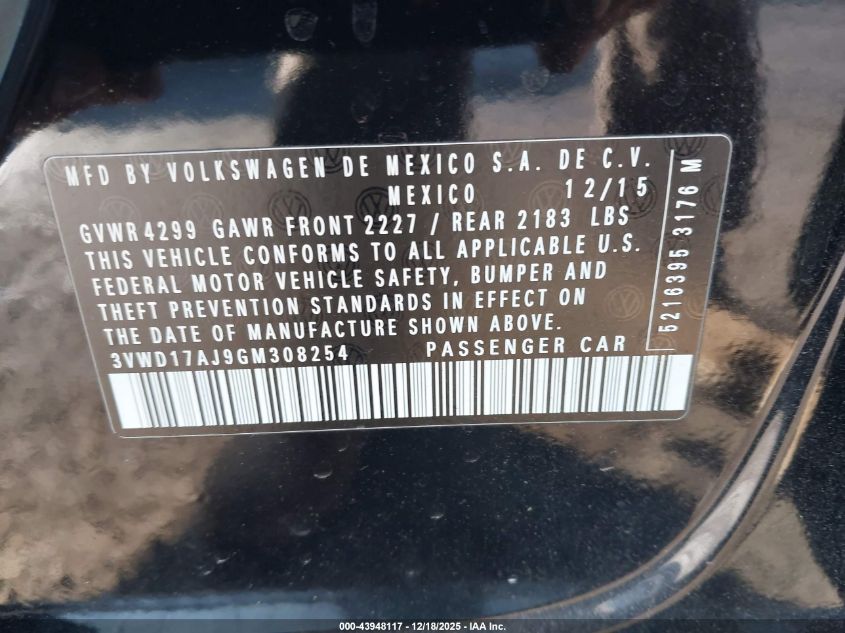 MFD BY VOLKSWAGEN DE MEXICO S.A. DE C.V.
MEXICO 12/15
GVWR 4299 GAWR FRONT 2227 / REAR 2183 LBS
THIS VEHICLE CONFORMS TO ALL APPLICABLE U.S.
FEDERAL MOTOR VEHICLE SAFETY, BUMPER AND
THEFT PREVENTION STANDARDS IN EFFECT ON
THE DATE OF MANUFACTURE SHOWN ABOVE.
3VWD17AJ9GM308254 PASSENGER CAR
5216395 3176 M
000-43948117 - 12/18/2025 - IAA Inc.